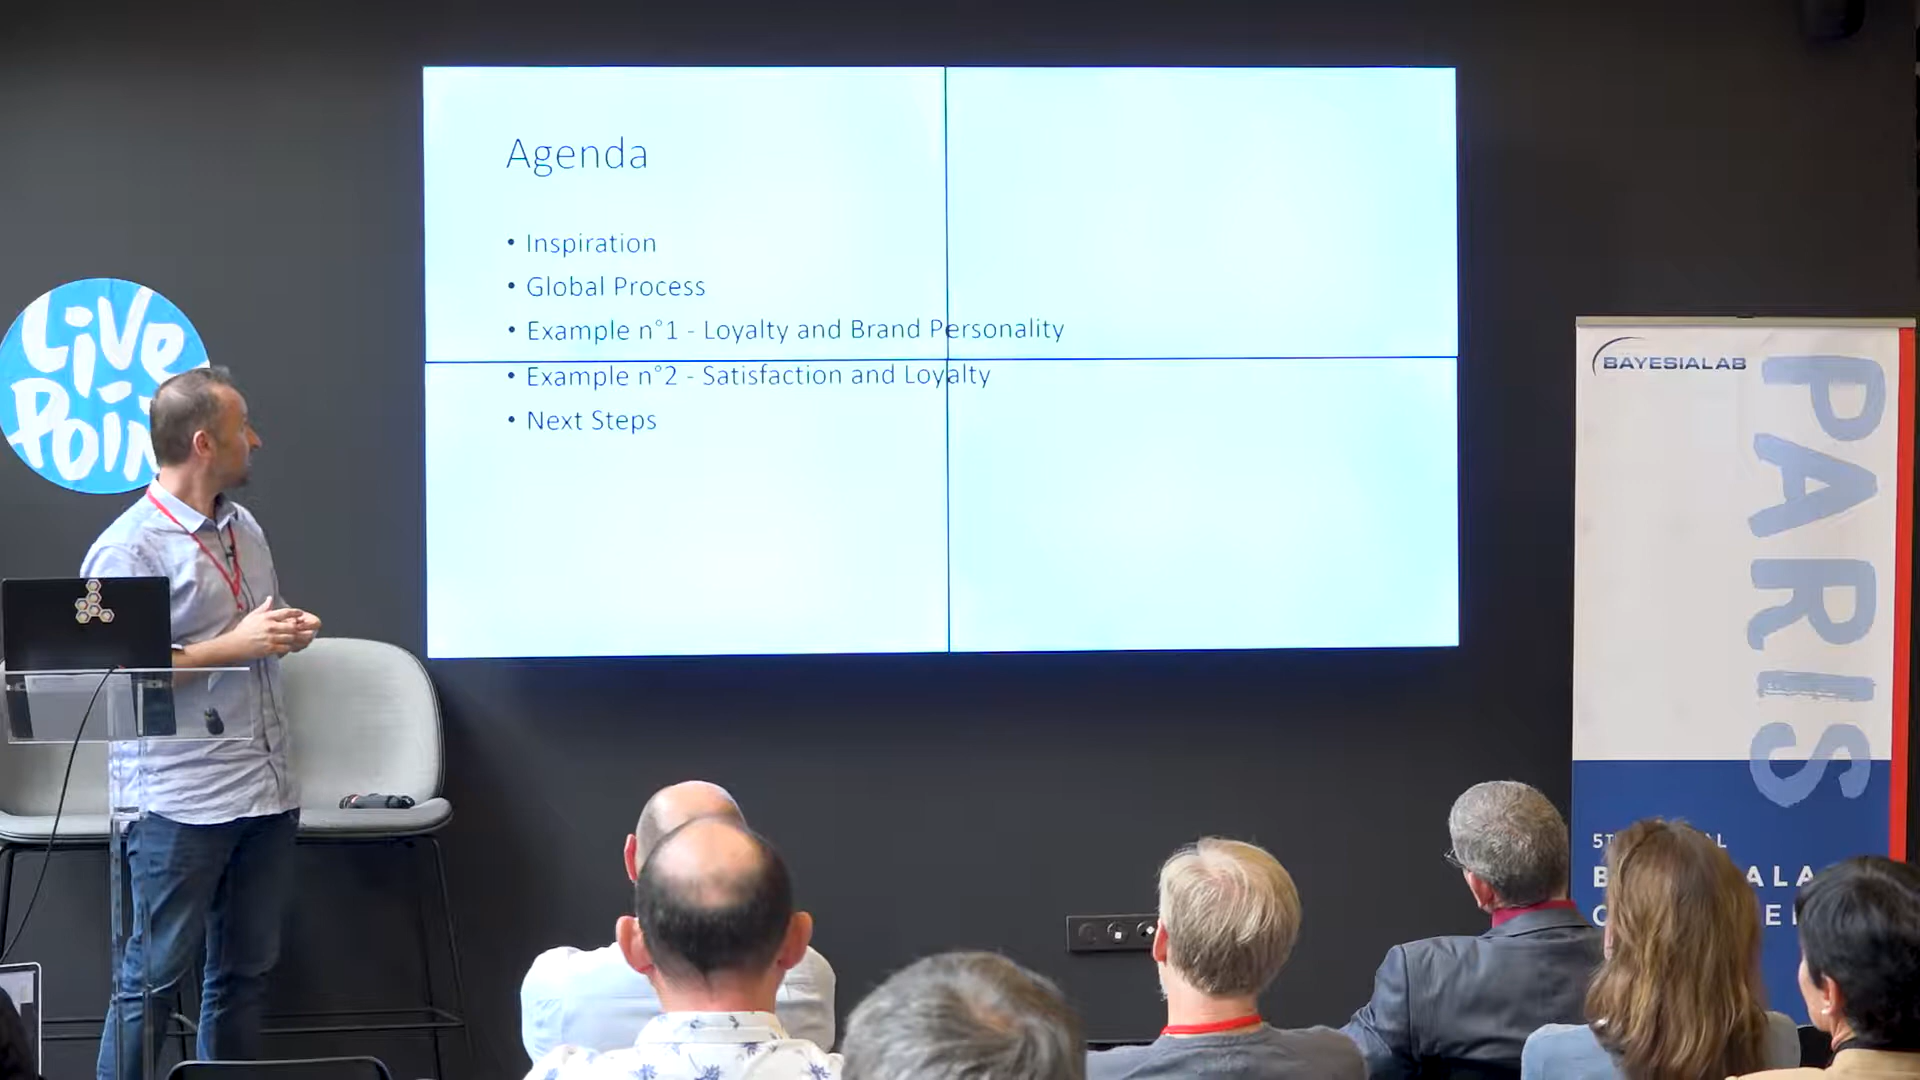 Agenda
• Inspiration
• Global Process
• Example n°1 - Loyalty and Brand Personality
• Example n°2 - Satisfaction and Loyalty
• Next Steps
LiVe
POiN
BAYESIALAB
PARIS